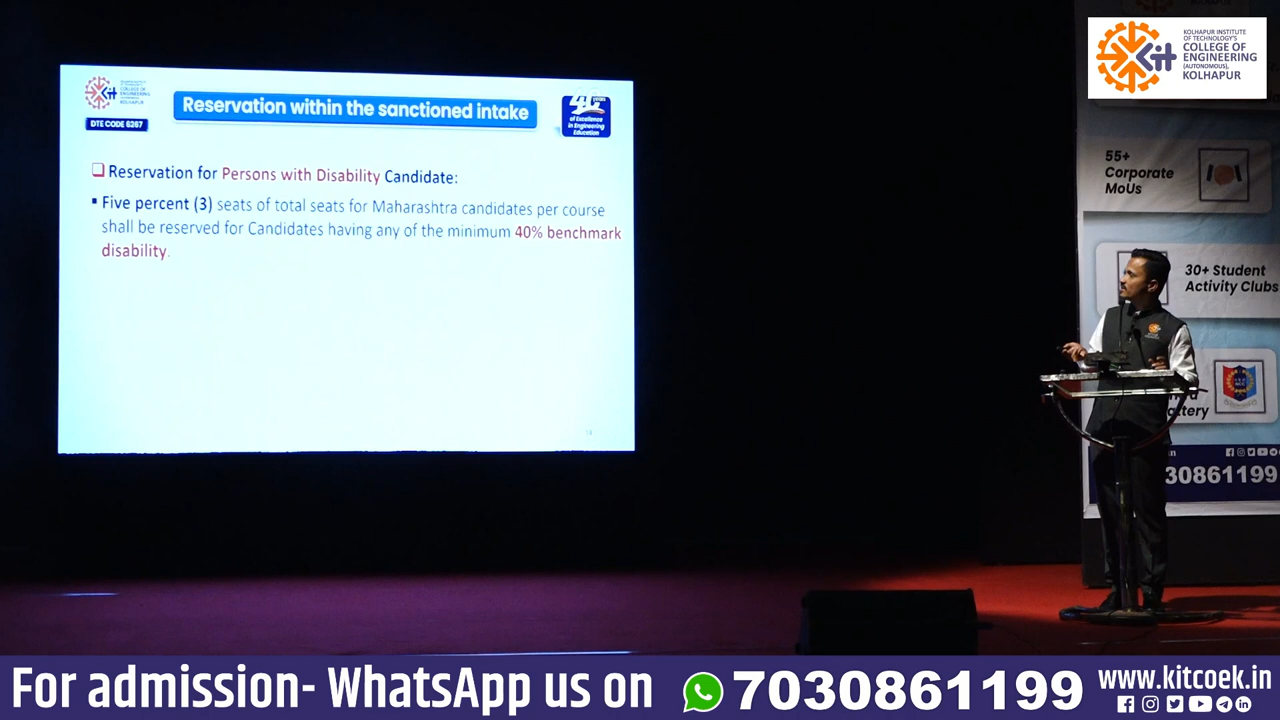 KOLHAPUR INSTITUTE
OF TECHNOLOGY'S
COLLEGE OF
ENGINEERING
(AUTONOMOUS),
KOLHAPUR
kit
COLLEGE OF
ENGINEERING
KOLHAPUR
DTE CODE 6267
Reservation within the sanctioned intake
of Excellence
in Engineering
Education
Reservation for Persons with Disability Candidate:
Five percent (3) seats of total seats for Maharashtra candidates per course
shall be reserved for Candidates having any of the minimum 40% benchmark
disability.
55+
Corporate
MoUs
30+ Student
Activity Clubs
30861199
For admission- WhatsApp us on 7030861199
www.kitcoek.in